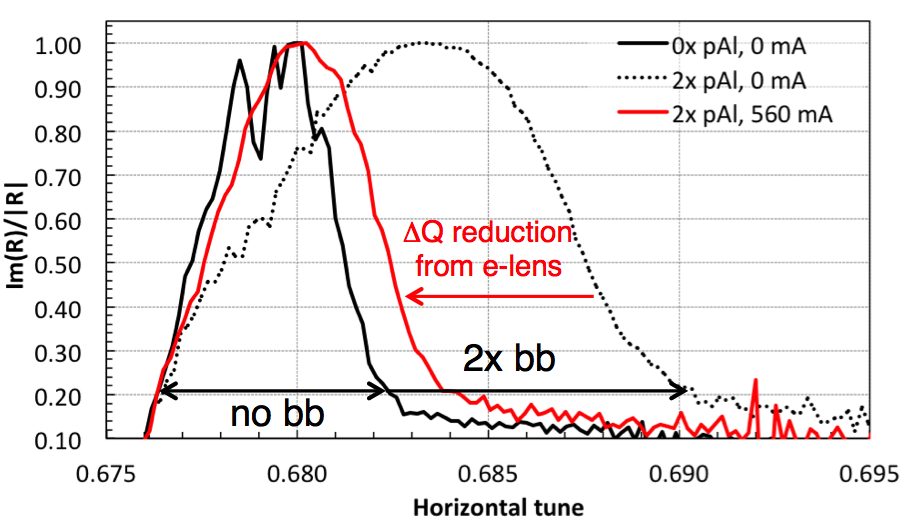 1.00
0.90
0.80
0.70
0.60
0.50
0.40
0.30
0.20
0.10
Im(R)/|R|
0x pAl, 0 mA
2x pAl, 0 mA
2x pAl, 560 mA
ΔQ reduction
from e-lens
2x bb
no bb
0.675
0.680
0.685
0.690
0.695
Horizontal tune